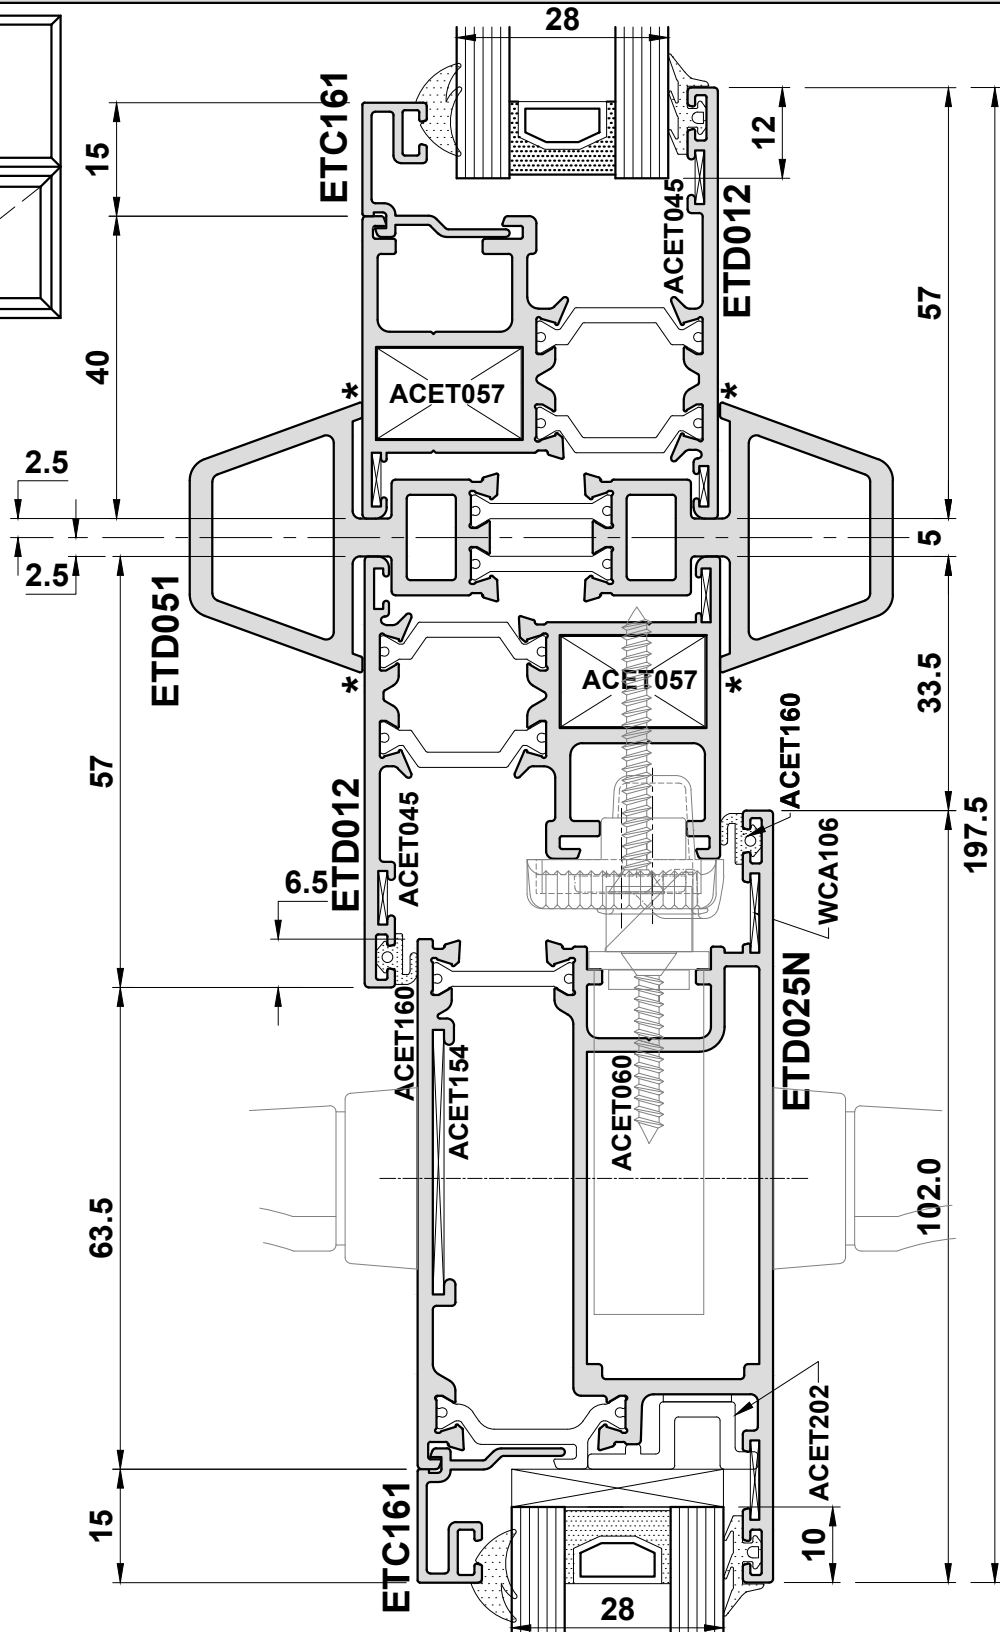 28
15
ETC161
12
ACET045
ETD012
57
40
ACET057
*
*
2.5
5
2.5
ETD051
ACET057
*
*
33.5
ACET160
57
ETD012
ACET045
WCA106
197.5
6.5
ACET160
ACET154
ACET060
ETD025N
102.0
63.5
ACET202
15
ETC161
10
28